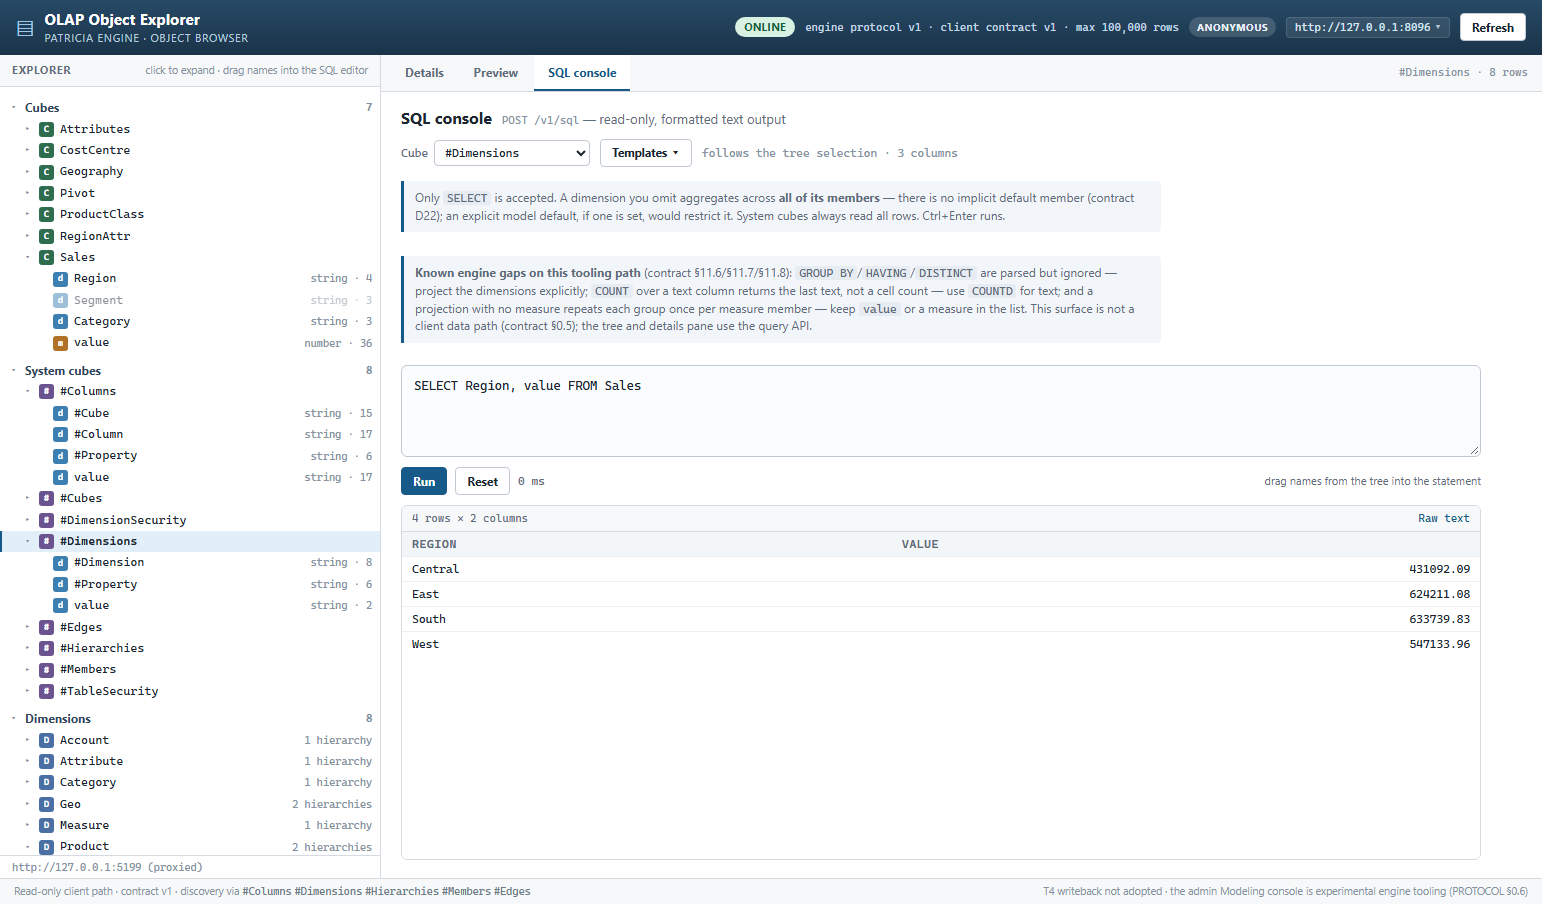 OLAP Object Explorer
PATRICIA ENGINE · OBJECT BROWSER
ONLINE engine protocol v1 · client contract v1 · max 100,000 rows ANONYMOUS http://127.0.0.1:8096 Refresh
EXPLORER click to expand · drag names into the SQL editor
Details Preview SQL console #Dimensions · 8 rows
Cubes 7
C Attributes
C CostCentre
C Geography
C Pivot
C ProductClass
C RegionAttr
C Sales
d Region string · 4
d Segment string · 3
d Category string · 3
m value number · 36
System cubes 8
# #Columns
d #Cube string · 15
d #Column string · 17
d #Property string · 6
d value string · 17
# #Cubes
# #DimensionSecurity
# #Dimensions
d #Dimension string · 8
d #Property string · 6
d value string · 2
# #Edges
# #Hierarchies
# #Members
# #TableSecurity
Dimensions 8
D Account 1 hierarchy
D Attribute 1 hierarchy
D Category 1 hierarchy
D Geo 2 hierarchies
D Measure 1 hierarchy
D Product 2 hierarchies
http://127.0.0.1:5199 (proxied)
SQL console POST /v1/sql — read-only, formatted text output
Cube #Dimensions Templates follows the tree selection · 3 columns
Only SELECT is accepted. A dimension you omit aggregates across all of its members — there is no implicit default member (contract
D22); an explicit model default, if one is set, would restrict it. System cubes always read all rows. Ctrl+Enter runs.
Known engine gaps on this tooling path (contract §11.6/§11.7/§11.8): GROUP BY / HAVING / DISTINCT are parsed but ignored —
project the dimensions explicitly; COUNT over a text column returns the last text, not a cell count — use COUNTD for text; and a
projection with no measure repeats each group once per measure member — keep value or a measure in the list. This surface is not a
client data path (contract §0.5); the tree and details pane use the query API.
SELECT Region, value FROM Sales
Run Reset 0 ms drag names from the tree into the statement
4 rows × 2 columns Raw text
REGION VALUE
Central 431092.09
East 624211.08
South 633739.83
West 547133.96
Read-only client path · contract v1 · discovery via #Columns #Dimensions #Hierarchies #Members #Edges
T4 writeback not adopted · the admin Modeling console is experimental engine tooling (PROTOCOL §0.6)